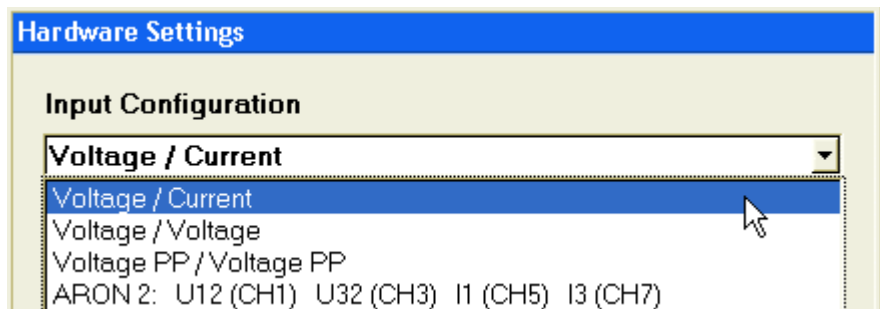 Hardware Settings
Input Configuration
Voltage / Current
Voltage / Current
Voltage / Voltage
Voltage PP / Voltage PP
ARON 2: U12 (CH1) U32 (CH3) I1 (CH5) I3 (CH7)